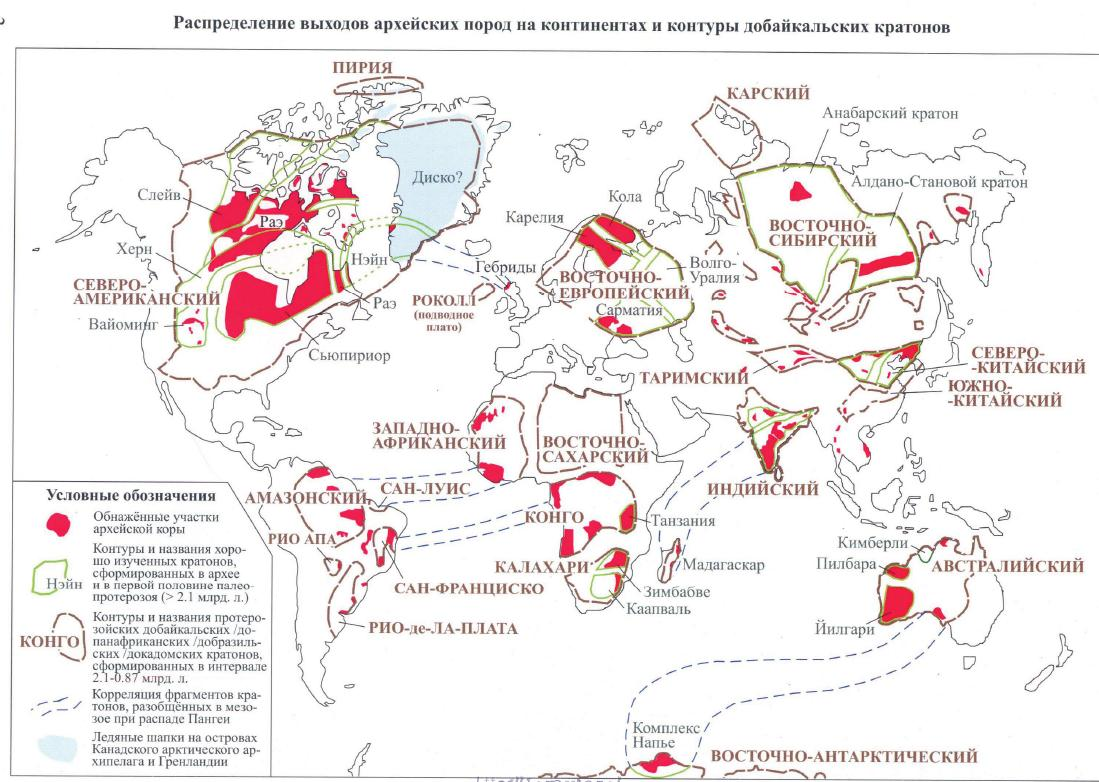 Распределение выходов архейских пород на континентах и контуры добайкальских кратонов
ПИРИЯ
КАРСКИЙ
Анабарский кратон
Диско?
Слейв
Алдано-Становой кратон
Кола
Раэ
Карелия
ВОСТОЧНО-
СИБИРСКИЙ
Херн
Нэйн
Гебриды
Волго-
Уралия
ВОСТОЧНО-
ЕВРОПЕЙСКИЙ
СЕВЕРО-
АМЕРИКАНСКИЙ
Раэ
РОКОЛЛ
(подводное
плато)
Сарматия
Вайоминг
Сьюпириор
СЕВЕРО-
-КИТАЙСКИЙ
ТАРИМСКИЙ
ЮЖНО-
-КИТАЙСКИЙ
ЗАПАДНО-
АФРИКАНСКИЙ
ВОСТОЧНО-
САХАРСКИЙ
ИНДИЙСКИЙ
АМАЗОНСКИЙ
САН-ЛУИС
КОНГО
Танзания
РИО АПА
Кимберли
Пилбара
АВСТРАЛИЙСКИЙ
КАЛАХАРИ
Мадагаскар
САН-ФРАНЦИСКО
Зимбабве
Каапваль
РИО-де-ЛА-ПЛАТА
Йилгари
Комплекс
Напье
ВОСТОЧНО-АНТАРКТИЧЕСКИЙ
Условные обозначения
Обнажённые участки
архейской коры
Нэйн
Контуры и названия хоро-
шо изученных кратонов,
сформированных в архее
и в первой половине палео-
протерозоя (> 2.1 млрд. л.)
КОНГО
Контуры и названия протеро-
зойских добайкальских /до-
панафриканских /добразиль-
ских /докадомских кратонов,
сформированных в интервале
2.1-0.87 млрд. л.
Корреляция фрагментов кра-
тонов, разобщённых в мезо-
зое при распаде Пангеи
Ледяные шапки на островах
Канадского арктического ар-
хипелага и Гренландии